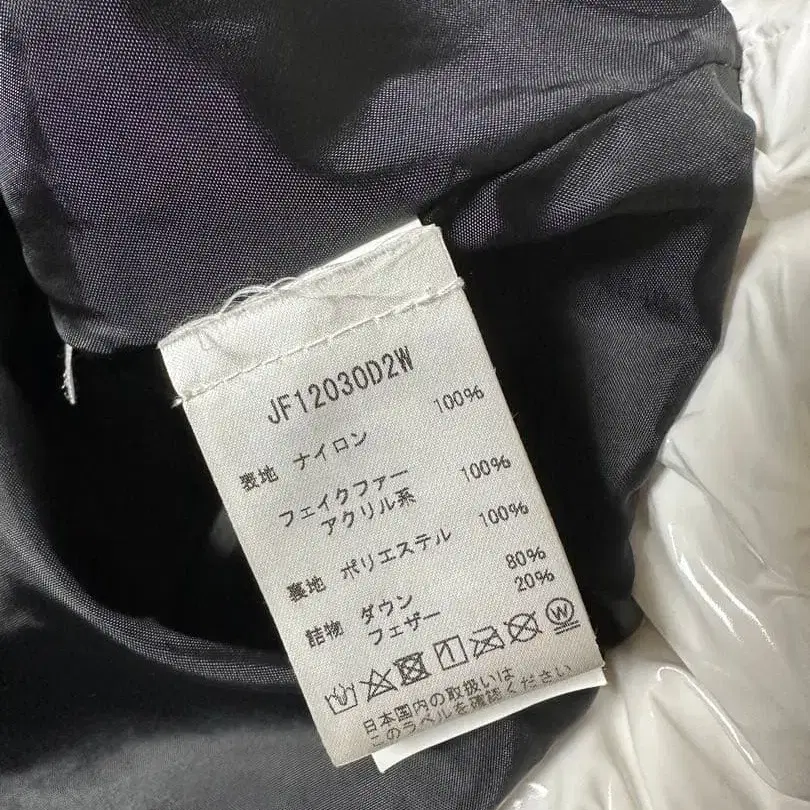 JF12030D2W
表地 ナイロン 100%
フェイクファー
アクリル系 100%
裏地 ポリエステル 100%
詰物 ダウン 80%
フェザー 20%
W
日本国内の取扱いは
このラベルを確認ください